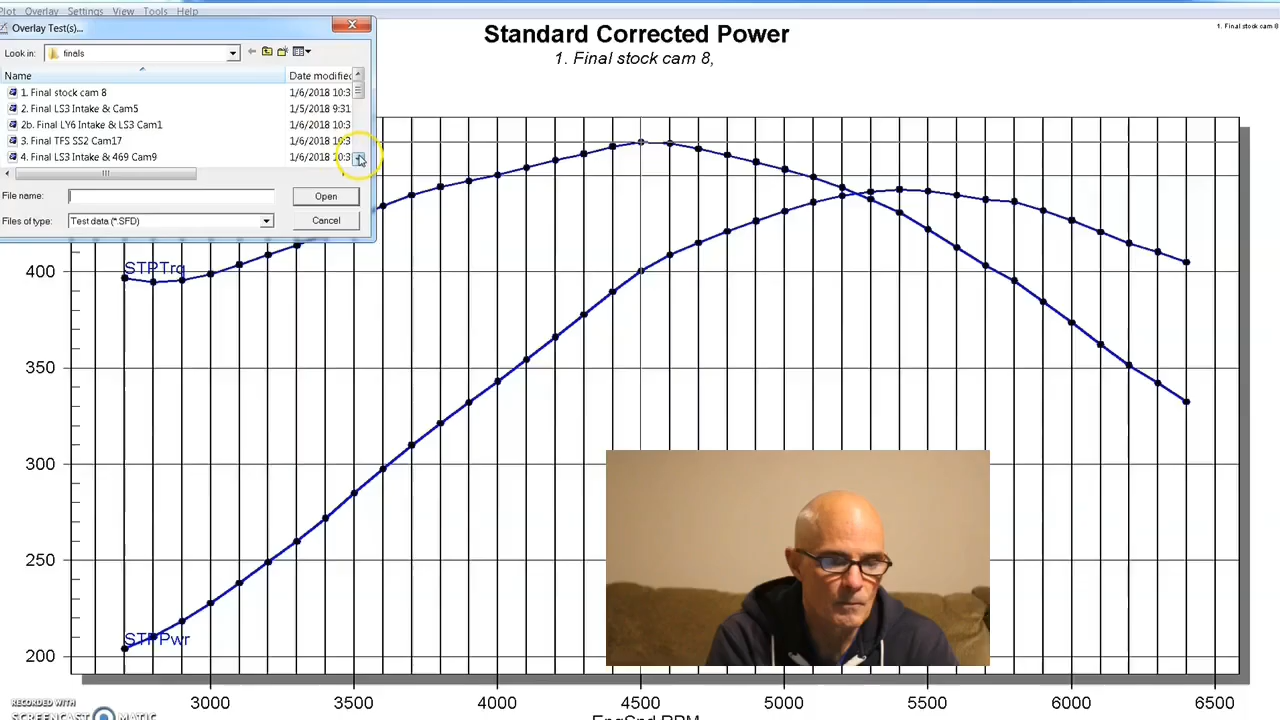 Plot Overlay Settings View Tools Help
Overlay Test(s)...
Look in: finals
Name Date modified
1. Final stock cam 8 1/6/2018 10:3
2. Final LS3 Intake & Cam5 1/5/2018 9:31
2b. Final LY6 Intake & LS3 Cam1 1/6/2018 10:3
3. Final TFS SS2 Cam17 1/6/2018 10:3
4. Final LS3 Intake & 469 Cam9 1/6/2018 10:3
File name: Open
Files of type: Test data (*.SFD) Cancel
Standard Corrected Power
1. Final stock cam 8,
1. Final stock cam 8
STPTrq
STPPwr
400
350
300
250
200
3000 3500 4000 4500 5000 5500 6000 6500
EngSpd RPM
RECORDED WITH
SCREENCAST MATIC